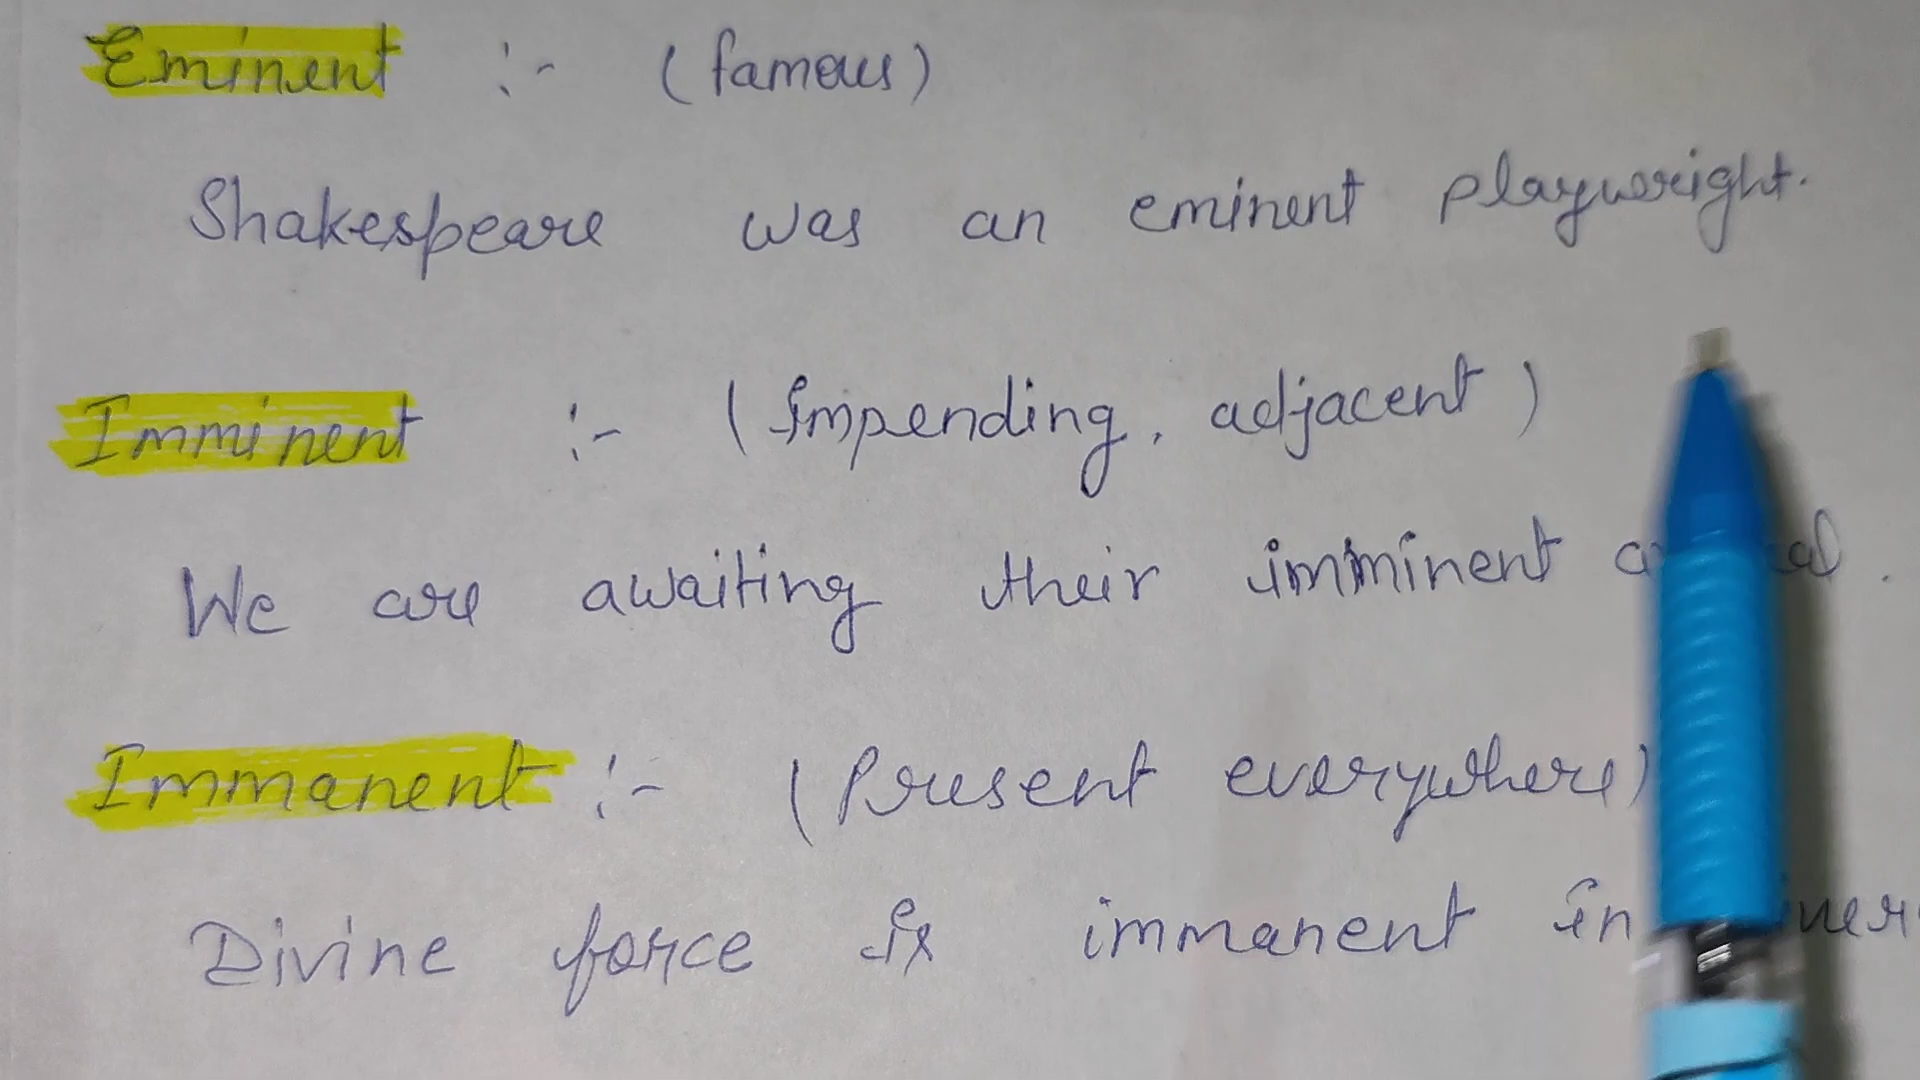 Eminent :- (famous)
Shakespeare was an eminent playwright.
Imminent :- (Impending, adjacent)
We are awaiting their imminent
Immanent :- (Present everywhere)
Divine force is immanent in